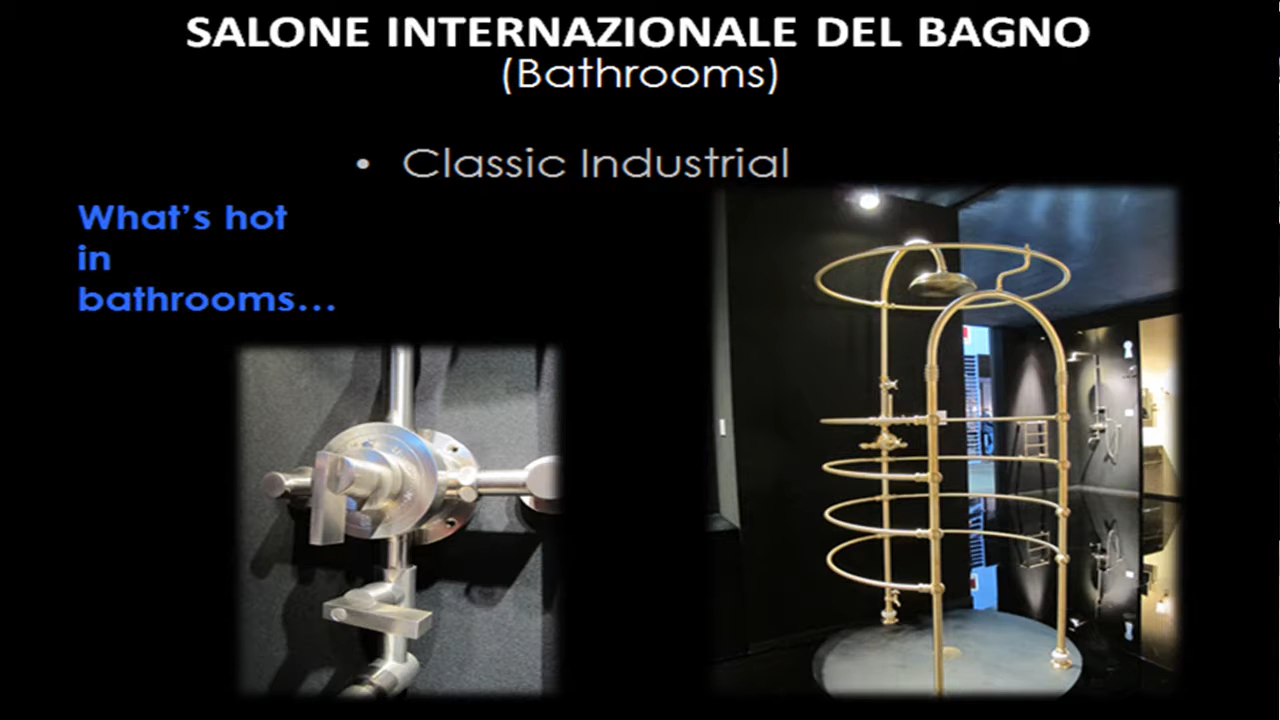 SALONE INTERNAZIONALE DEL BAGNO
(Bathrooms)
• Classic Industrial
What's hot
in
bathrooms...